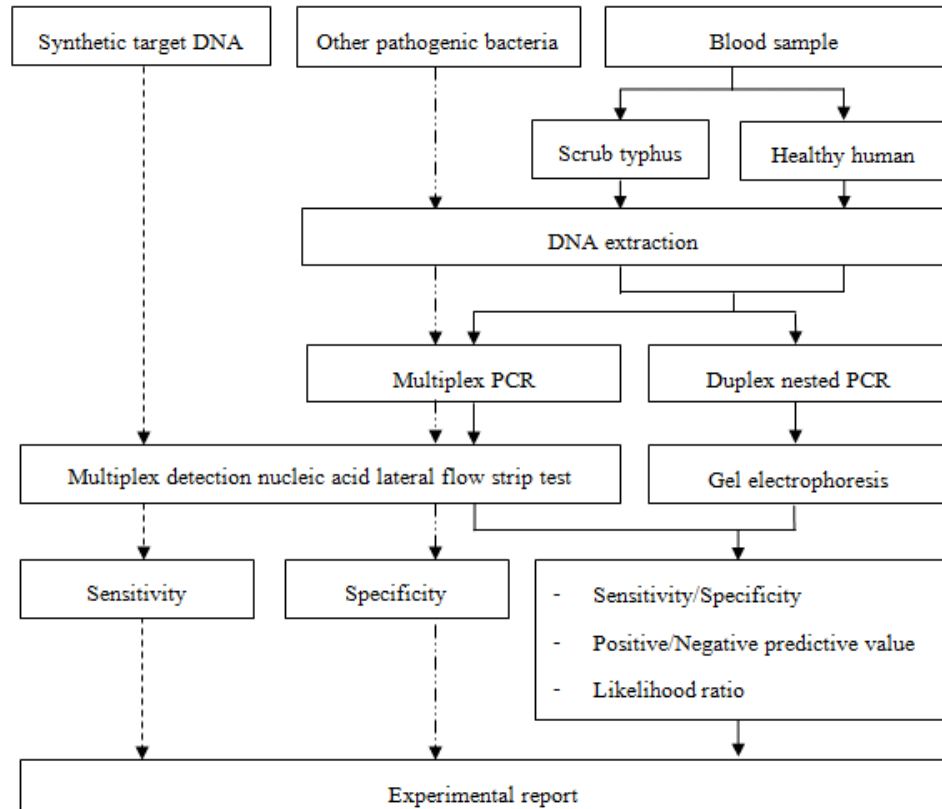 Synthetic target DNA
Other pathogenic bacteria
Blood sample
Scrub typhus
Healthy human
DNA extraction
Multiplex PCR
Duplex nested PCR
Multiplex detection nucleic acid lateral flow strip test
Gel electrophoresis
Sensitivity
Specificity
- Sensitivity/Specificity
- Positive/Negative predictive value
- Likelihood ratio
Experimental report